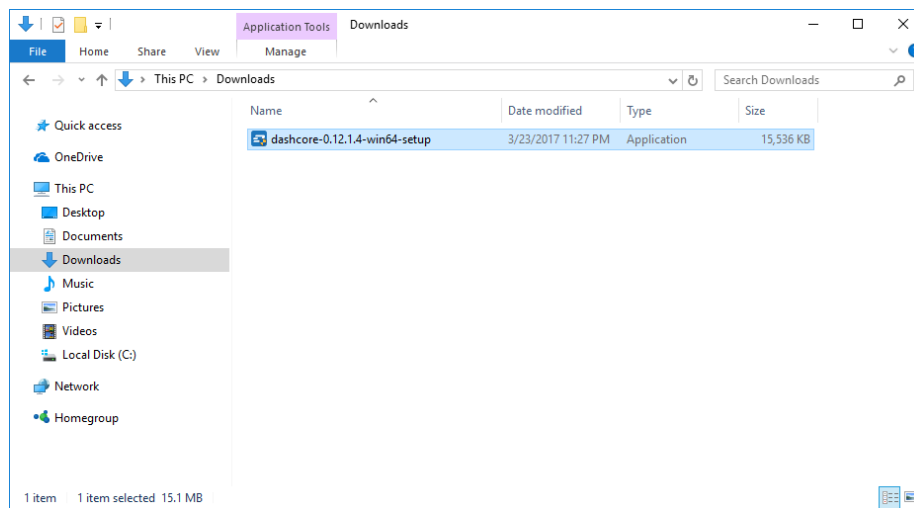 Application Tools Downloads
File Home Share View Manage
This PC > Downloads Search Downloads
Name Date modified Type Size
Quick access
dashcore-0.12.1.4-win64-setup 3/23/2017 11:27 PM Application 15,536 KB
OneDrive
This PC
Desktop
Documents
Downloads
Music
Pictures
Videos
Local Disk (C:)
Network
Homegroup
1 item 1 item selected 15.1 MB